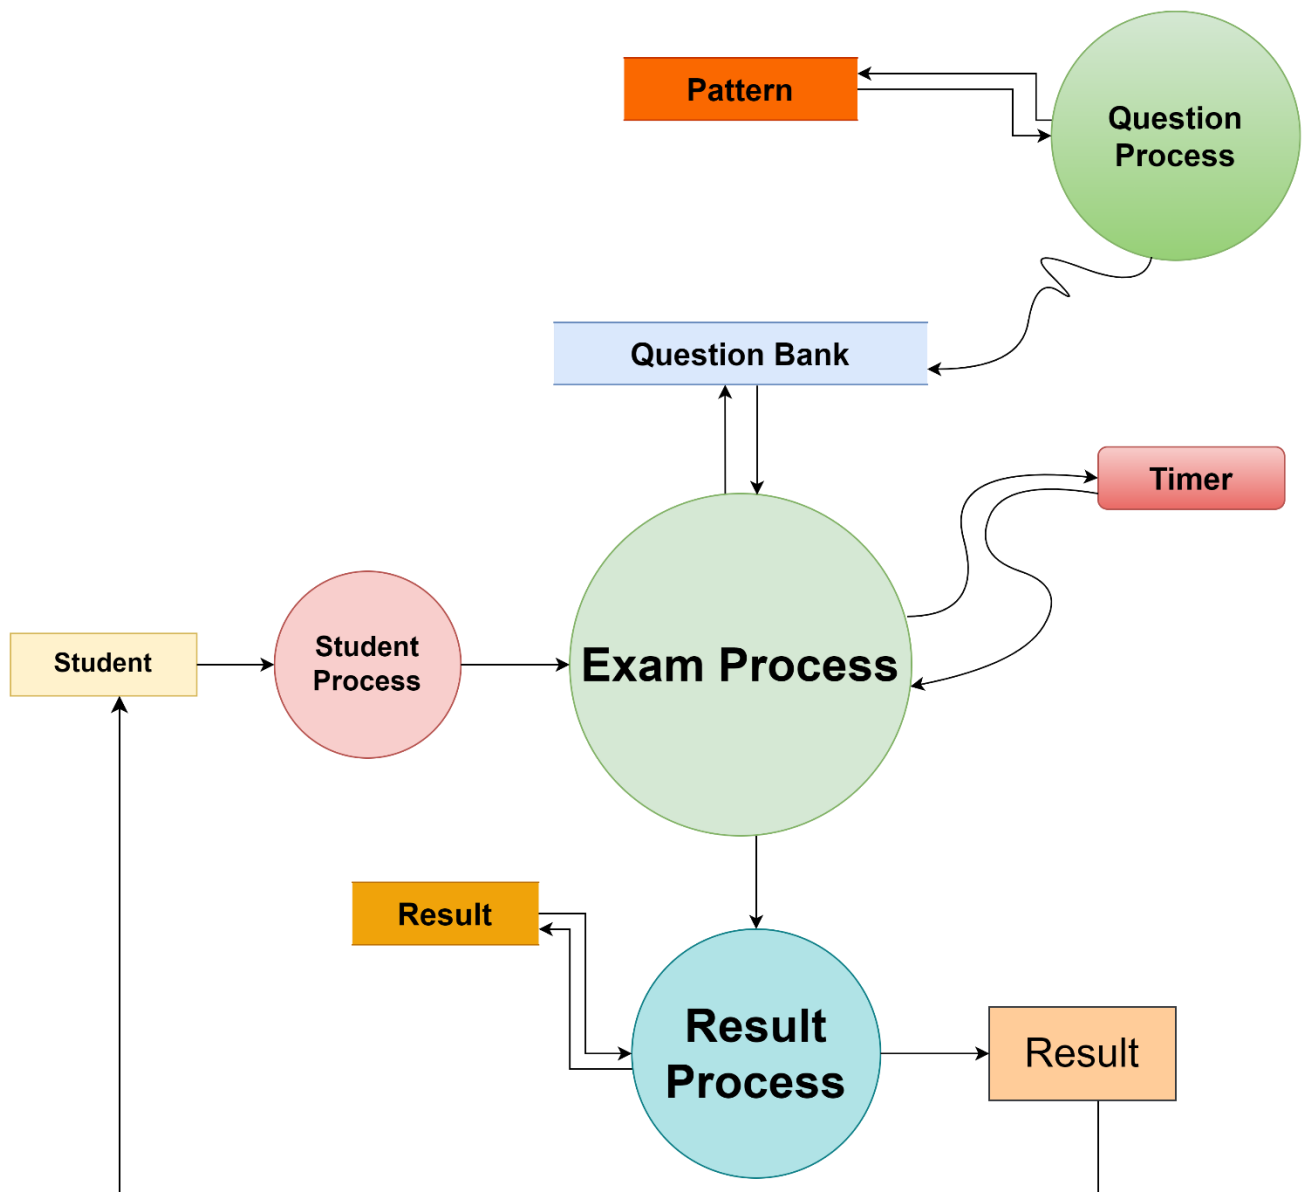 Pattern
Question
Process
Question Bank
Timer
Student
Student
Process
Exam Process
Result
Result
Process
Result